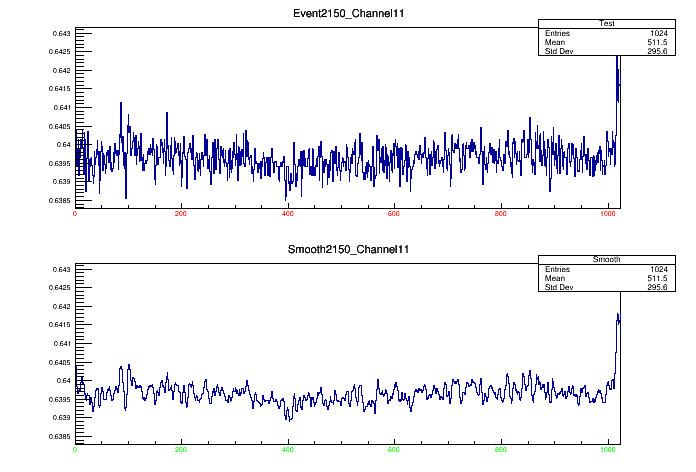 Event2150_Channel11
Test
Entries 1024
Mean 511.5
Std Dev 295.6
0.643
0.6425
0.642
0.6415
0.641
0.6405
0.64
0.6395
0.639
0.6385
0 200 400 600 800 1000
Smooth2150_Channel11
Smooth
Entries 1024
Mean 511.5
Std Dev 295.6
0.643
0.6425
0.642
0.6415
0.641
0.6405
0.64
0.6395
0.639
0.6385
0 200 400 600 800 1000